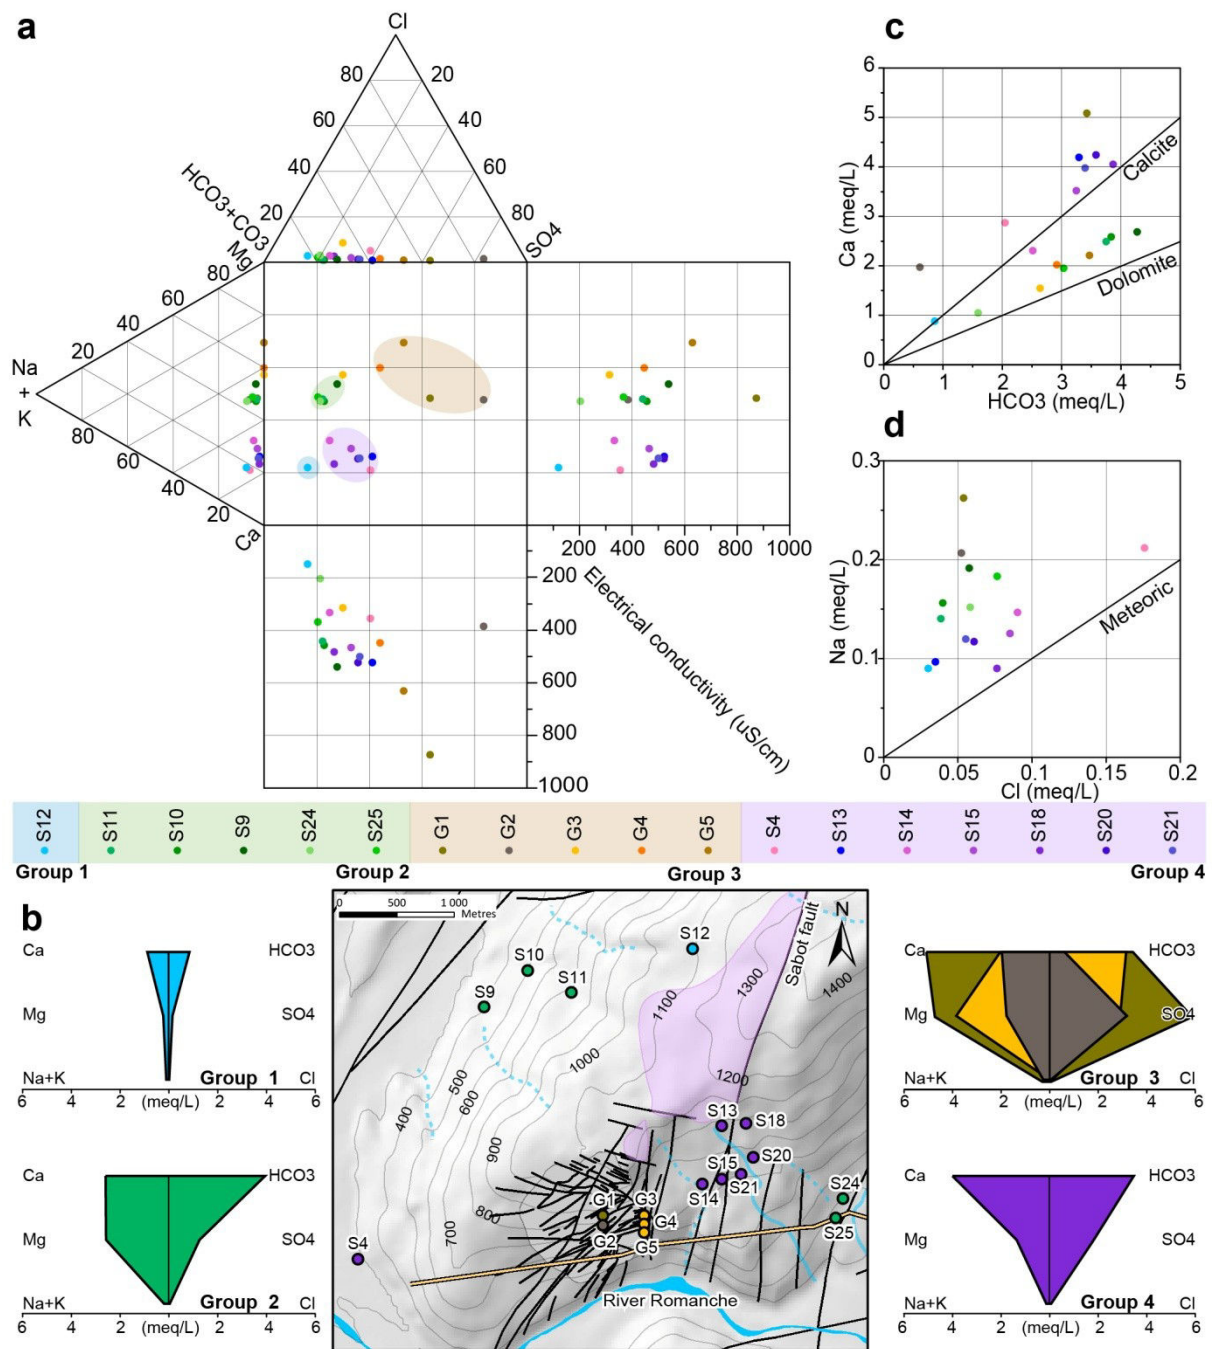 a
Cl
80
20
60
40
40
60
20
80
HCO3+CO3
SO4
Mg
80
60
40
20
Na
+
K
80
60
40
20
Ca
200
400
600
800
1000
200
400
600
800
1000
Electrical conductivity (uS/cm)
c
6
5
4
3
2
1
0
Ca (meq/L)
0
1
2
3
4
5
HCO3 (meq/L)
Calcite
Dolomite
d
0.3
0.2
0.1
0
Na (meq/L)
0
0.05
0.1
0.15
0.2
Cl (meq/L)
Meteoric
S12
S11
S10
S9
S24
S25
G1
G2
G3
G4
G5
S4
S13
S14
S15
S18
S20
S21
Group 1
Group 2
Group 3
Group 4
b
Ca
HCO3
Mg
SO4
Na+K
Group 1
Cl
6 4 2 (meq/L) 2 4 6
Ca
HCO3
Mg
SO4
Na+K
Group 2
Cl
6 4 2 (meq/L) 2 4 6
0 500 1 000
Metres
N
Sabot fault
S12
S10
S11
S9
1300
1400
1100
1000
1200
500
600
400
900
800
700
S13
S18
S20
S15
S21
S14
S24
S25
G1
G3
G4
G2
G5
S4
River Romanche
Ca
HCO3
Mg
SO4
Na+K
Group 3
Cl
6 4 2 (meq/L) 2 4 6
Ca
HCO3
Mg
SO4
Na+K
Group 4
Cl
6 4 2 (meq/L) 2 4 6